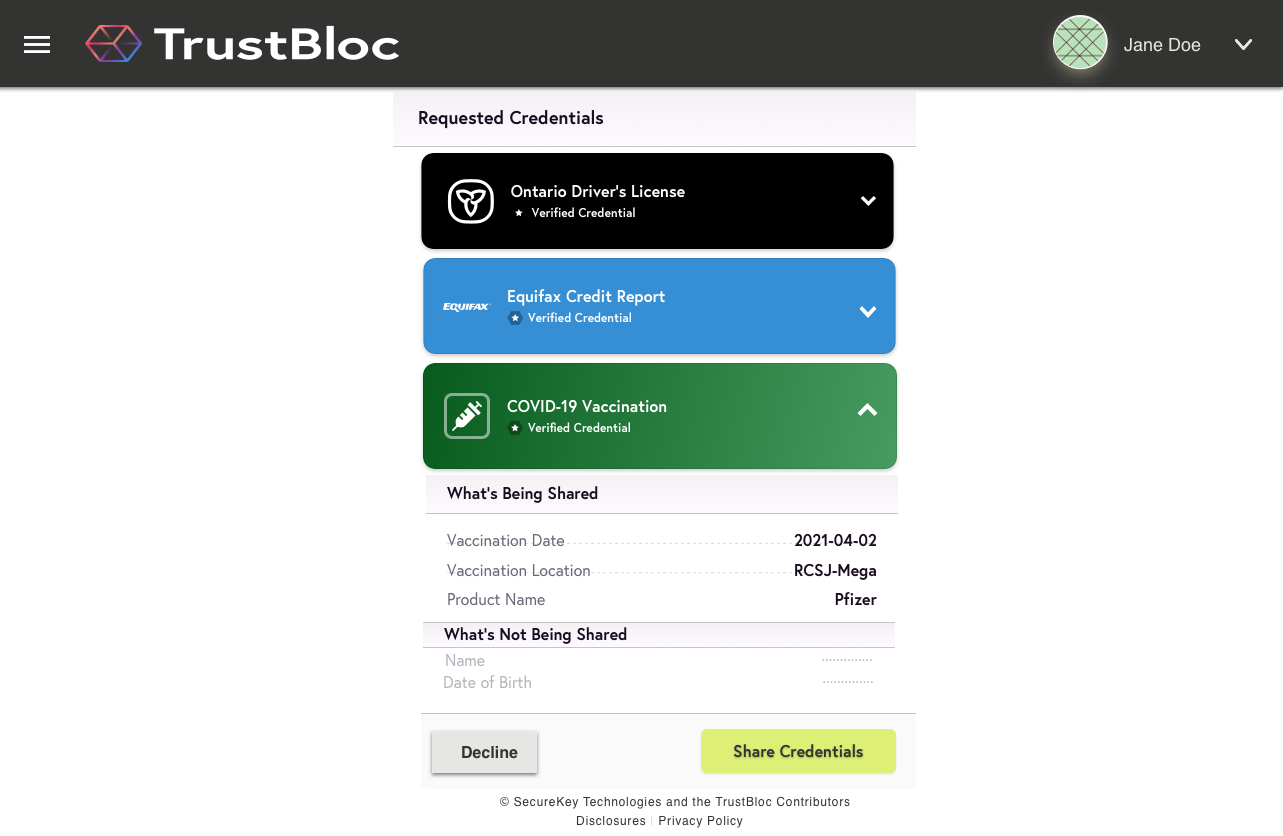 TrustBloc
Jane Doe
Requested Credentials
Ontario Driver's License
Verified Credential
EQUIFAX
Equifax Credit Report
Verified Credential
COVID-19 Vaccination
Verified Credential
What's Being Shared
Vaccination Date 2021-04-02
Vaccination Location RCSJ-Mega
Product Name Pfizer
What's Not Being Shared
Name
Date of Birth
Decline
Share Credentials
© SecureKey Technologies and the TrustBloc Contributors
Disclosures | Privacy Policy